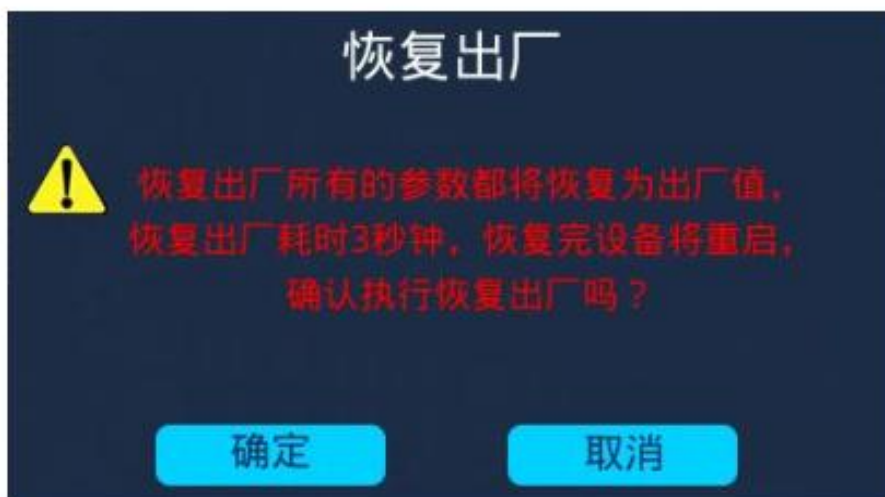 恢复出厂
恢复出厂所有的参数都将恢复为出厂值，
恢复出厂耗时3秒钟，恢复完设备将重启，
确认执行恢复出厂吗？
确定
取消